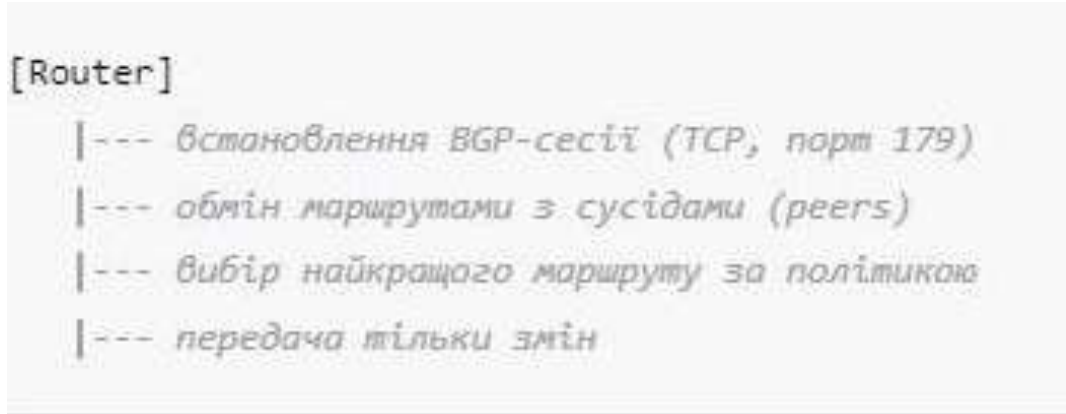 [Router]
|--- встановлення BGP-сесії (TCP, порт 179)
|--- обмін маршрутами з сусідами (peers)
|--- вибір найкращого маршруту за політикою
|--- передача тільки змін